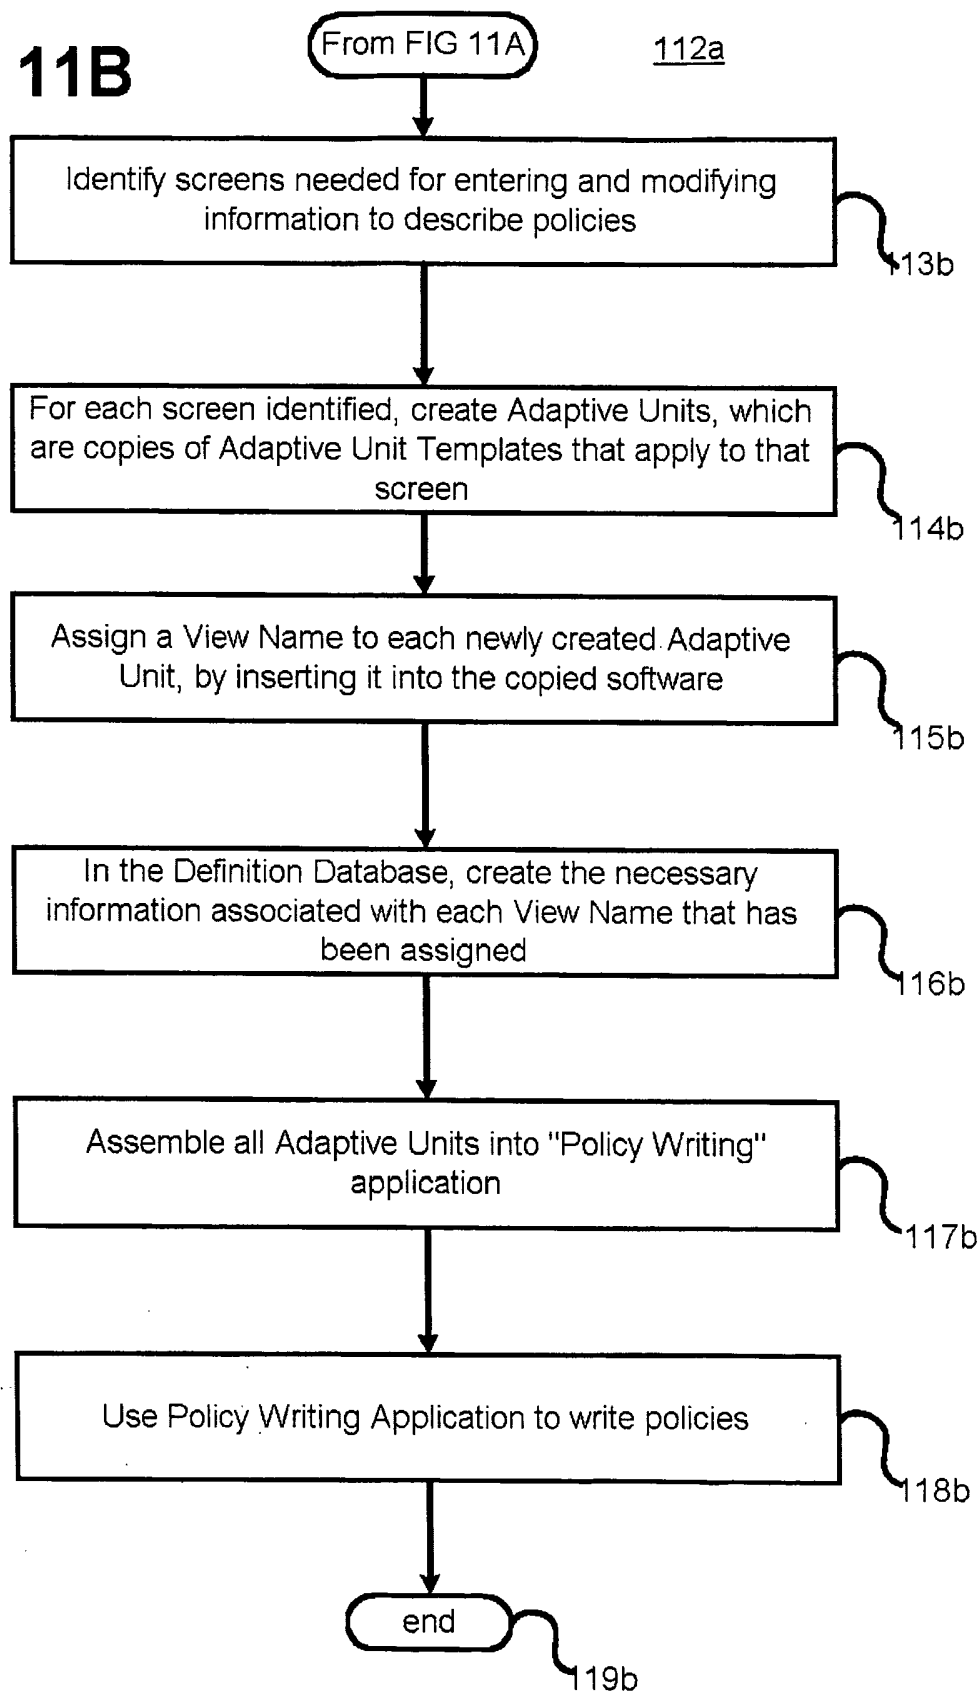 11B
From FIG 11A
112a
Identify screens needed for entering and modifying
information to describe policies
113b
For each screen identified, create Adaptive Units, which
are copies of Adaptive Unit Templates that apply to that
screen
114b
Assign a View Name to each newly created Adaptive
Unit, by inserting it into the copied software
115b
In the Definition Database, create the necessary
information associated with each View Name that has
been assigned
116b
Assemble all Adaptive Units into "Policy Writing"
application
117b
Use Policy Writing Application to write policies
118b
end
119b